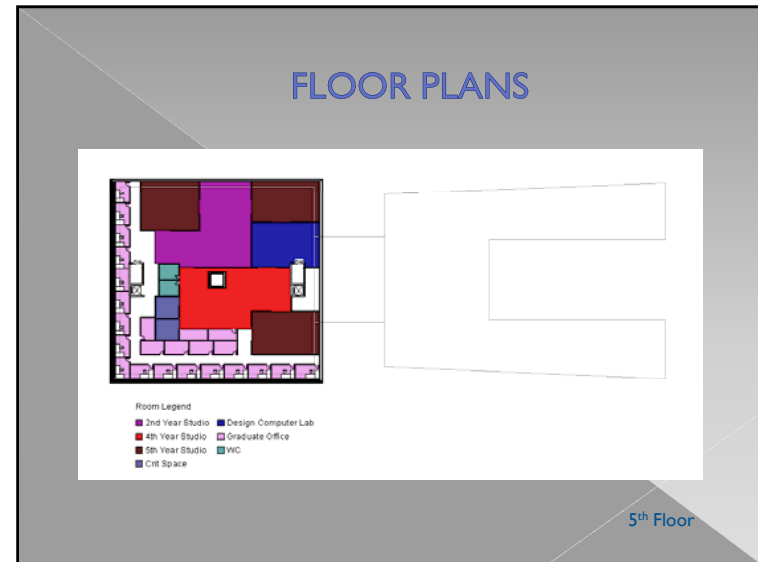 FLOOR PLANS
Room Legend
2nd Year Studio Design Computer Lab
4th Year Studio Graduate Office
5th Year Studio WC
Crit Space
5th Floor